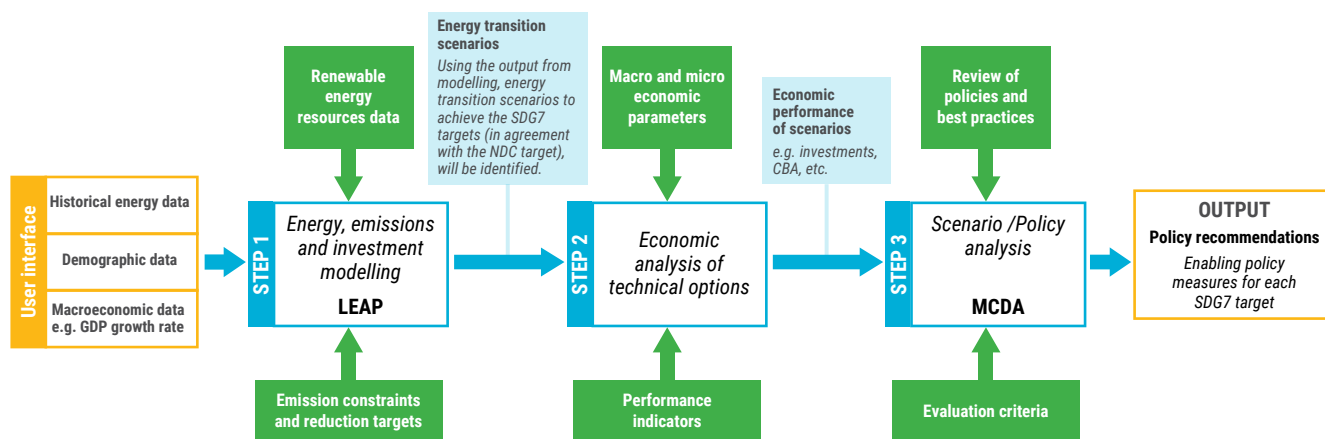 User interface
Historical energy data
Demographic data
Macroeconomic data
e.g. GDP growth rate
Renewable
energy
resources data
STEP 1
Energy, emissions
and investment
modelling
LEAP
Emission constraints
and reduction targets
Energy transition
scenarios
Using the output from
modelling, energy
transition scenarios to
achieve the SDG7
targets (in agreement
with the NDC target),
will be identified.
Macro and micro
economic
parameters
STEP 2
Economic
analysis of
technical options
Performance
indicators
Economic
performance
of scenarios
e.g. investments,
CBA, etc.
Review of
policies and
best practices
STEP 3
Scenario /Policy
analysis
MCDA
Evaluation criteria
OUTPUT
Policy recommendations
Enabling policy
measures for each
SDG7 target